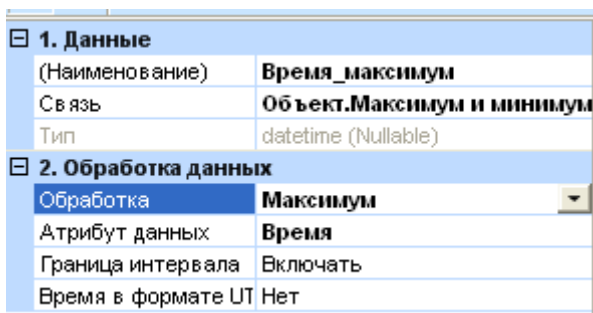 1. Данные
(Наименование) Время_максимум
Связь Объект.Максимум и минимум
Тип datetime (Nullable)
2. Обработка данных
Обработка Максимум
Атрибут данных Время
Граница интервала Включать
Время в формате UT Нет